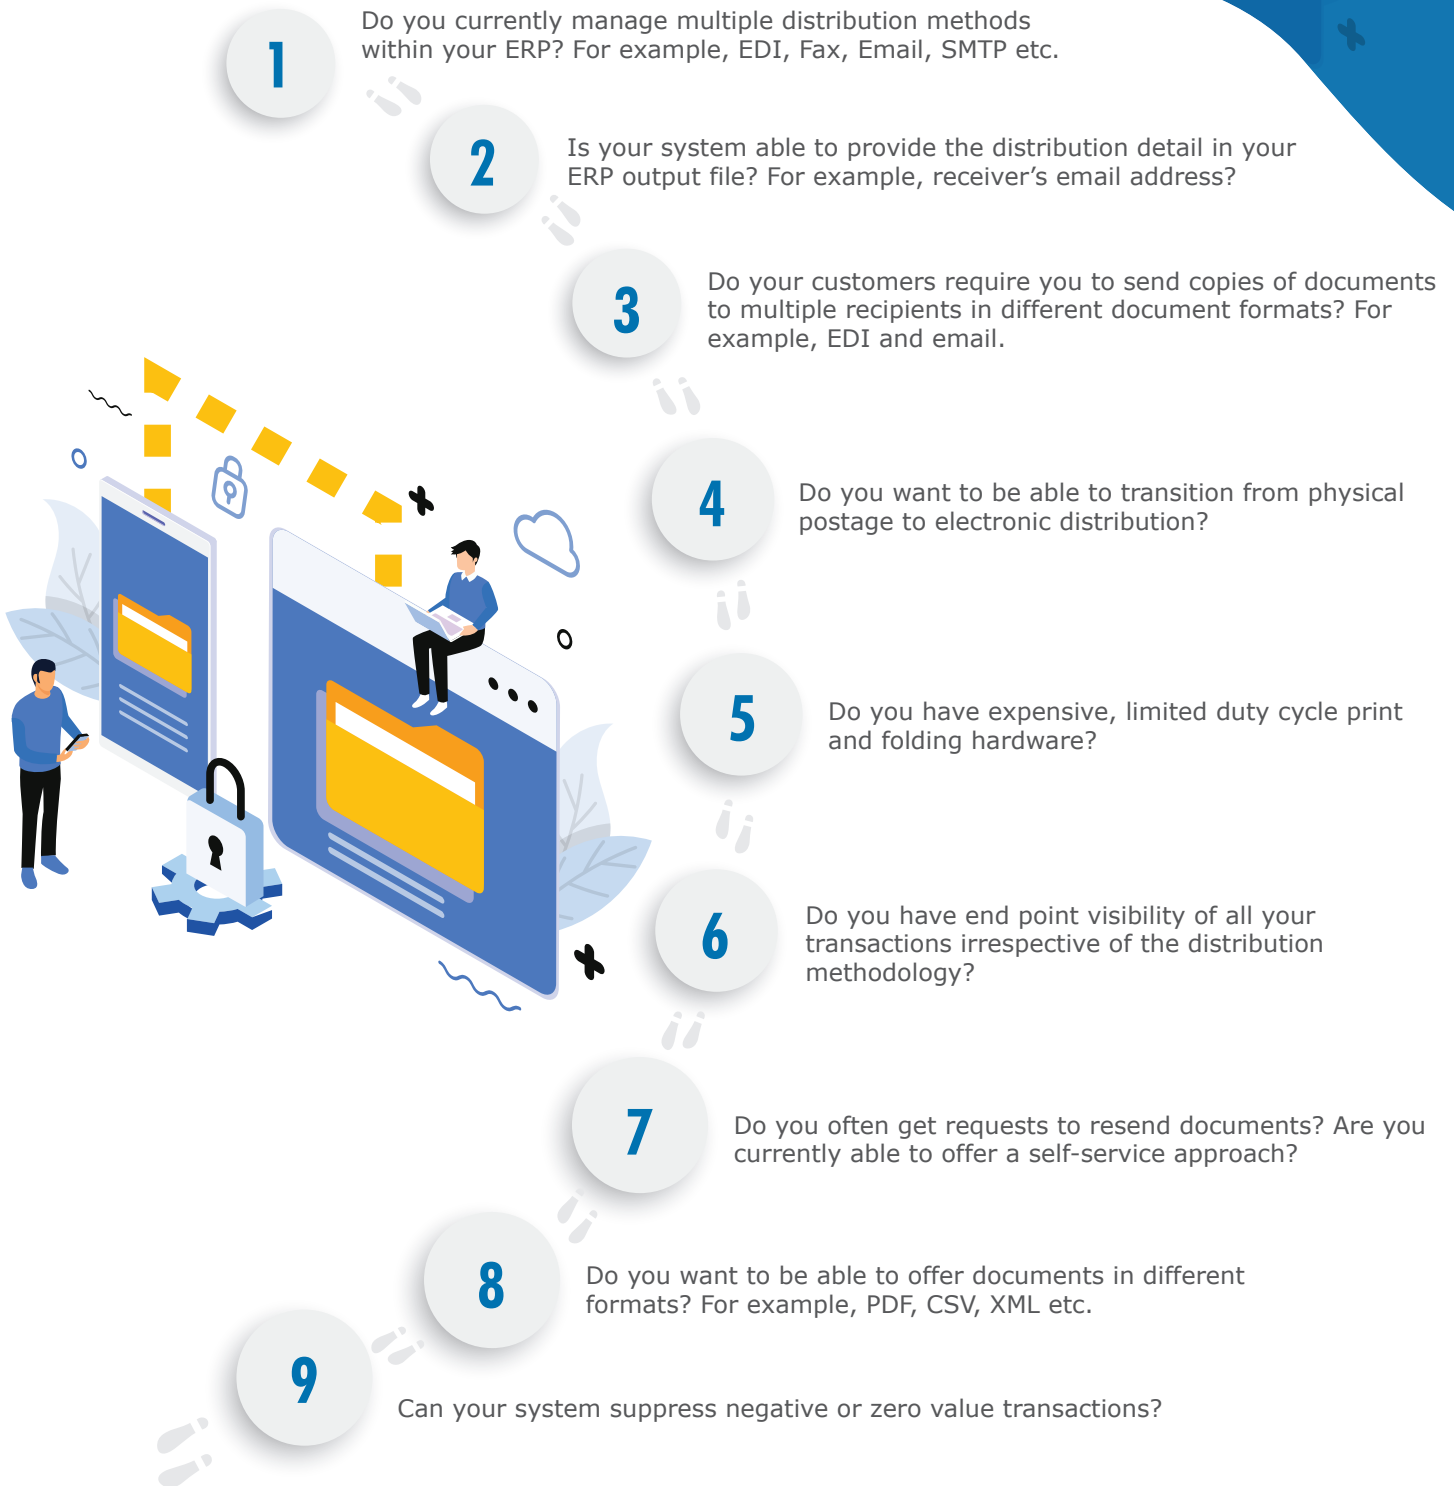 1
Do you currently manage multiple distribution methods
within your ERP? For example, EDI, Fax, Email, SMTP etc.
2
Is your system able to provide the distribution detail in your
ERP output file? For example, receiver’s email address?
3
Do your customers require you to send copies of documents
to multiple recipients in different document formats? For
example, EDI and email.
4
Do you want to be able to transition from physical
postage to electronic distribution?
5
Do you have expensive, limited duty cycle print
and folding hardware?
6
Do you have end point visibility of all your
transactions irrespective of the distribution
methodology?
7
Do you often get requests to resend documents? Are you
currently able to offer a self-service approach?
8
Do you want to be able to offer documents in different
formats? For example, PDF, CSV, XML etc.
9
Can your system suppress negative or zero value transactions?